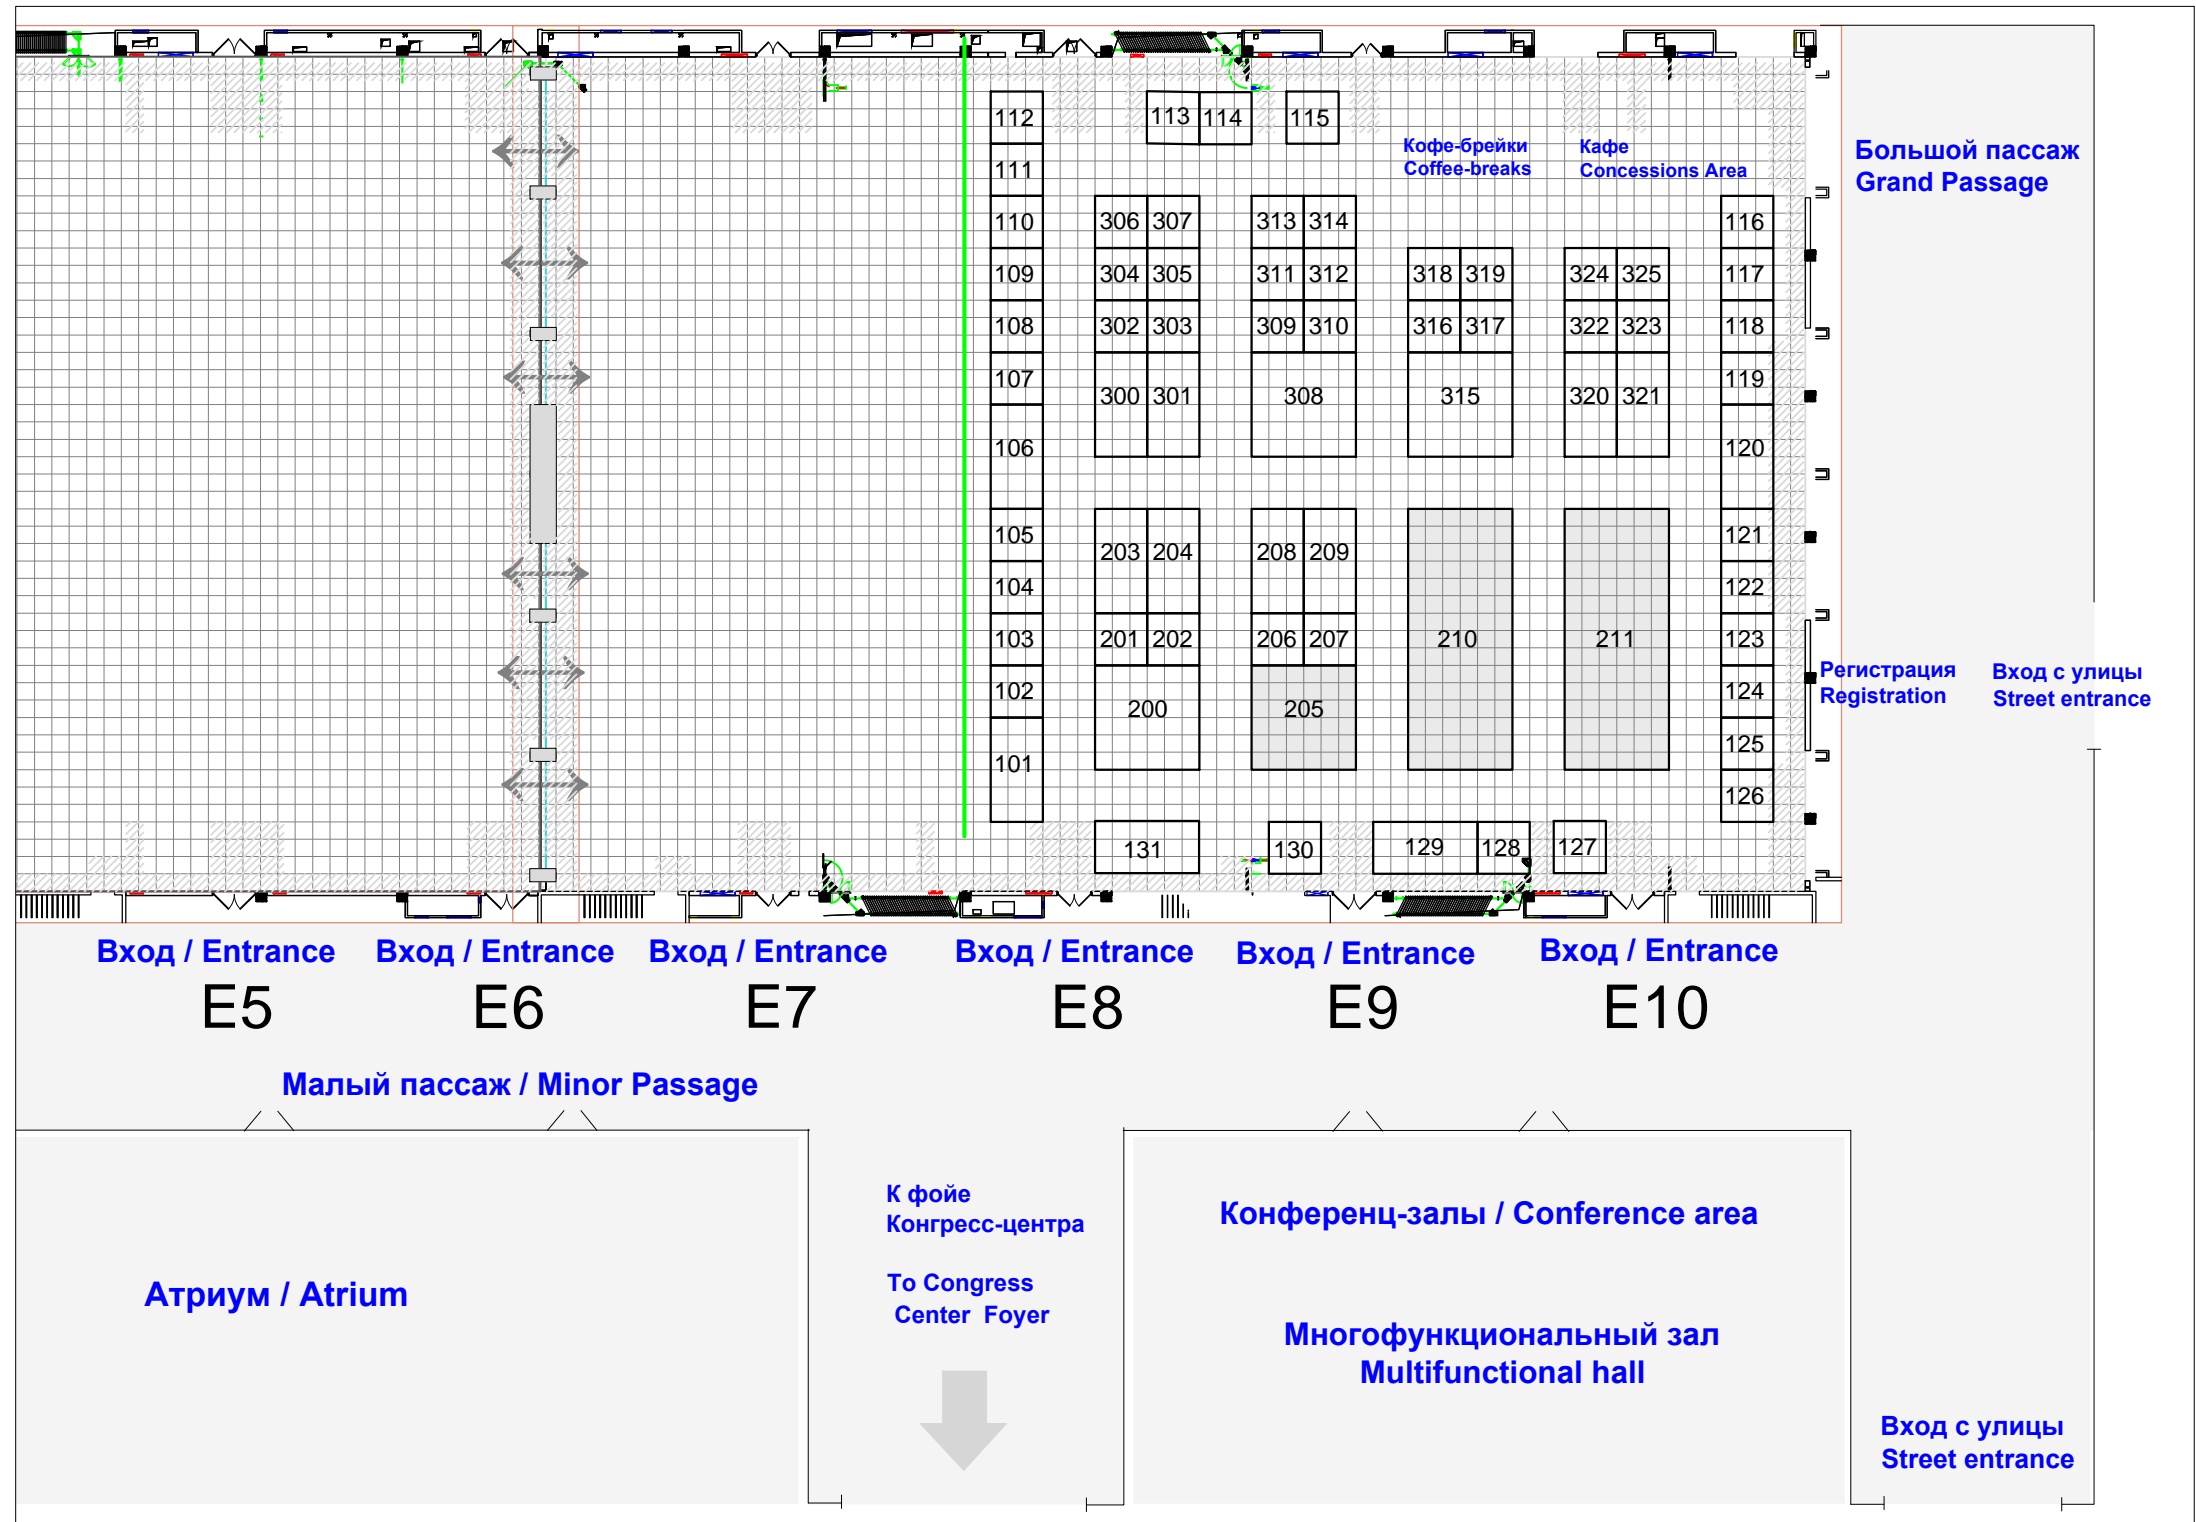 112
113 114
115
111
Кофе-брейки
Coffee-breaks
Кафе
Concessions Area
Большой пассаж
Grand Passage
110
306 307
313 314
116
109
304 305
311 312
318 319
324 325
117
108
302 303
309 310
316 317
322 323
118
107
300 301
308
315
320 321
119
106
120
105
203 204
208 209
121
104
122
103
201 202
206 207
210
211
123
102
200
205
124
Регистрация
Registration
Вход с улицы
Street entrance
101
125
126
131
130
129
128
127
Вход / Entrance
Вход / Entrance
Вход / Entrance
Вход / Entrance
Вход / Entrance
Вход / Entrance
E5
E6
E7
E8
E9
E10
Малый пассаж / Minor Passage
К фойе
Конгресс-центра
To Congress
Center Foyer
Конференц-залы / Conference area
Атриум / Atrium
Многофункциональный зал
Multifunctional hall
Вход с улицы
Street entrance